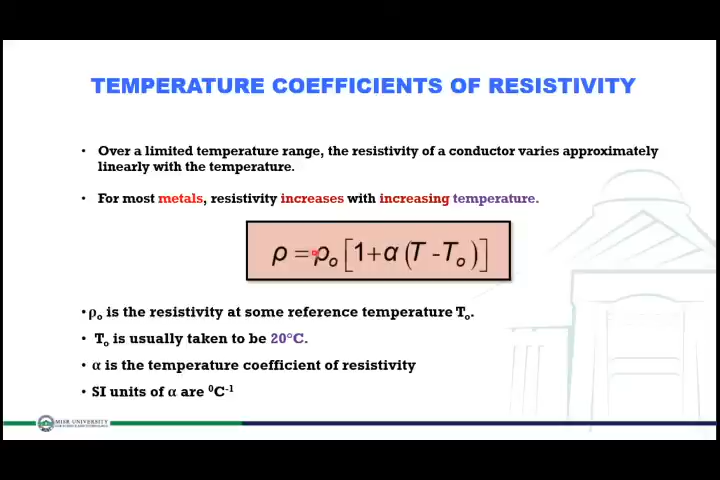 TEMPERATURE COEFFICIENTS OF RESISTIVITY
• Over a limited temperature range, the resistivity of a conductor varies approximately
linearly with the temperature.
• For most metals, resistivity increases with increasing temperature.
ρ = ρₒ [1+α (T - Tₒ)]
• ρₒ is the resistivity at some reference temperature Tₒ.
• Tₒ is usually taken to be 20°C.
• α is the temperature coefficient of resistivity
• SI units of α are ⁰C⁻¹
MISR UNIVERSITY